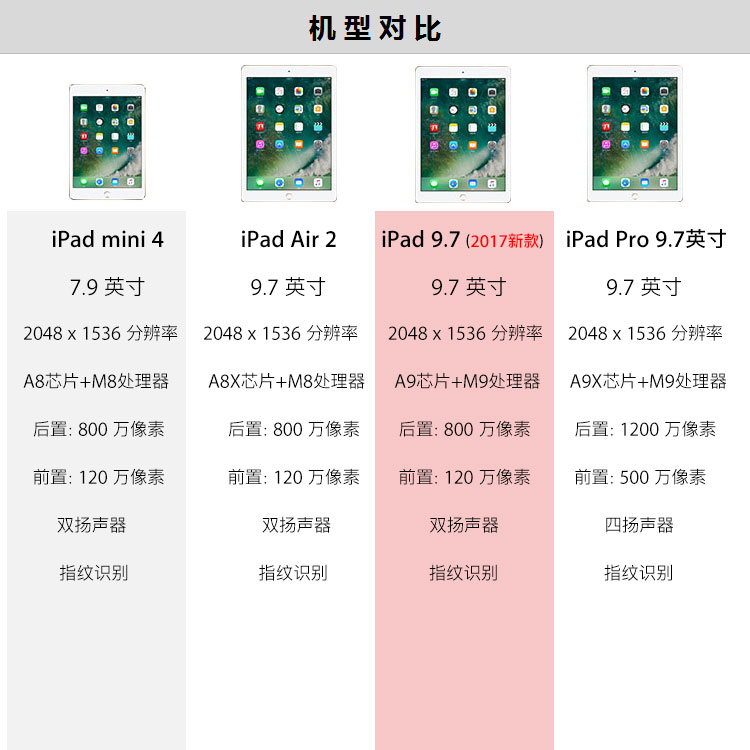 机型对比
iPad mini 4
7.9 英寸
2048 x 1536 分辨率
A8芯片+M8处理器
后置: 800 万像素
前置: 120 万像素
双扬声器
指纹识别
iPad Air 2
9.7 英寸
2048 x 1536 分辨率
A8X芯片+M8处理器
后置: 800 万像素
前置: 120 万像素
双扬声器
指纹识别
iPad 9.7 (2017新款)
9.7 英寸
2048 x 1536 分辨率
A9芯片+M9处理器
后置: 800 万像素
前置: 120 万像素
双扬声器
指纹识别
iPad Pro 9.7英寸
9.7 英寸
2048 x 1536 分辨率
A9X芯片+M9处理器
后置: 1200 万像素
前置: 500 万像素
四扬声器
指纹识别